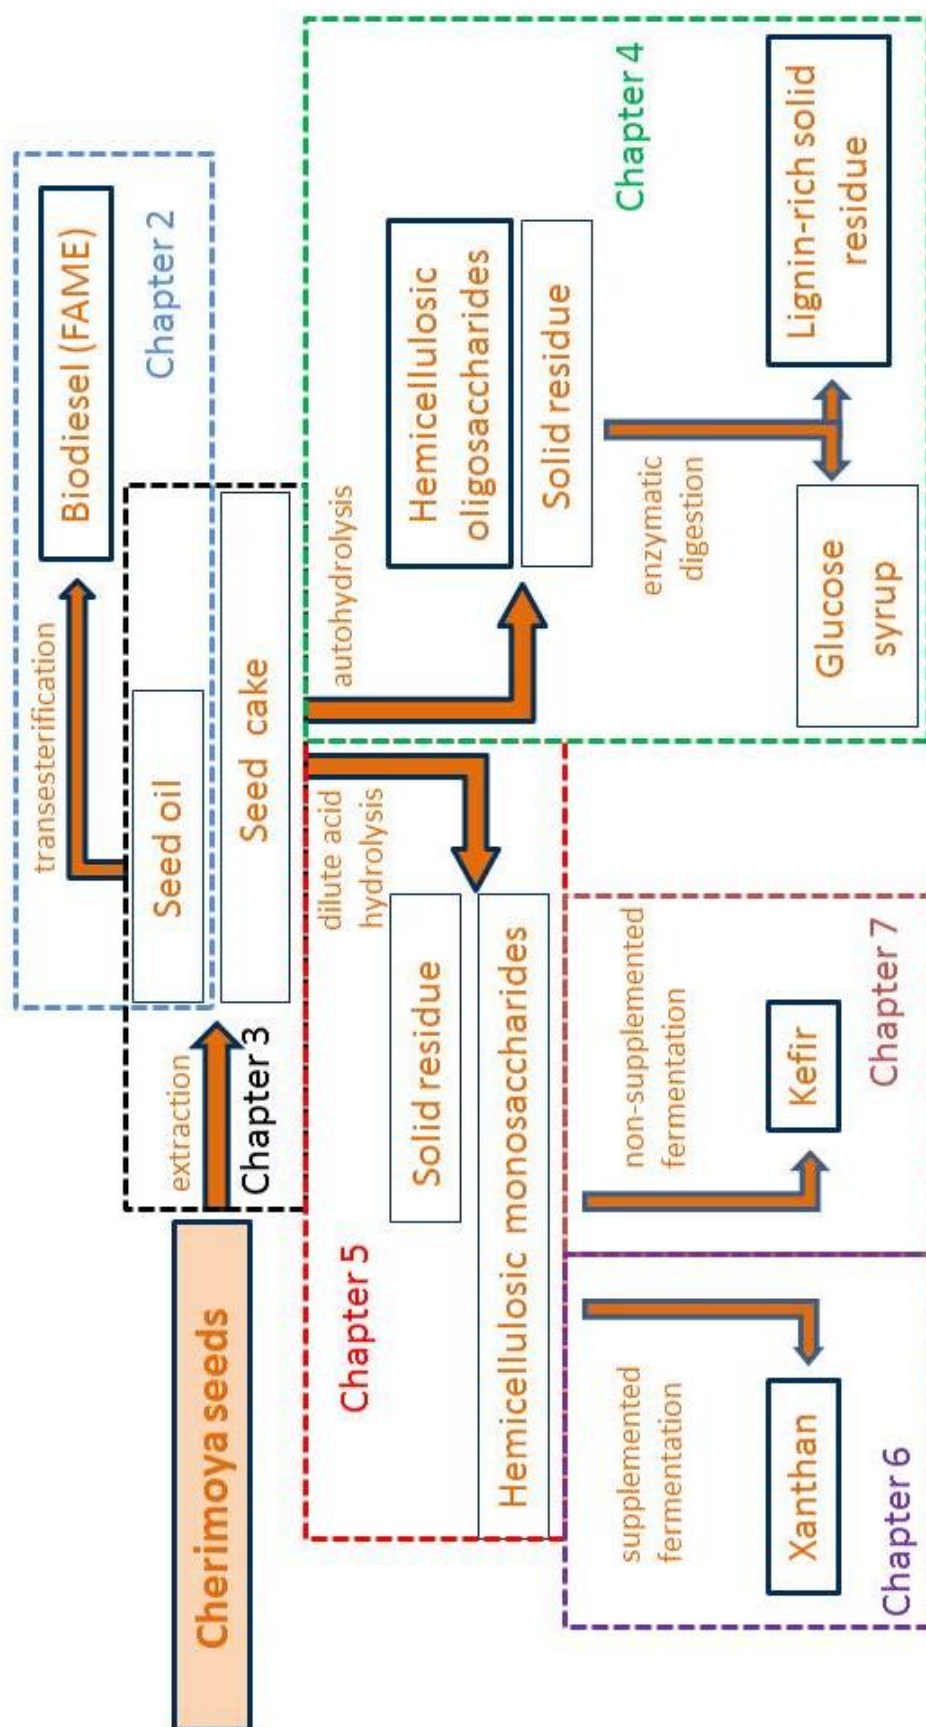 Cherimoya seeds
extraction
Chapter 3
Seed oil
Seed cake
transesterification
Biodiesel (FAME)
Chapter 2
dilute acid
hydrolysis
autohydrolysis
Chapter 5
Solid residue
Hemicellulosic monosaccharides
Hemicellulosic
oligosaccharides
Solid residue
Chapter 4
enzymatic
digestion
Glucose
syrup
Lignin-rich solid
residue
supplemented
fermentation
Xanthan
Chapter 6
non-supplemented
fermentation
Kefir
Chapter 7